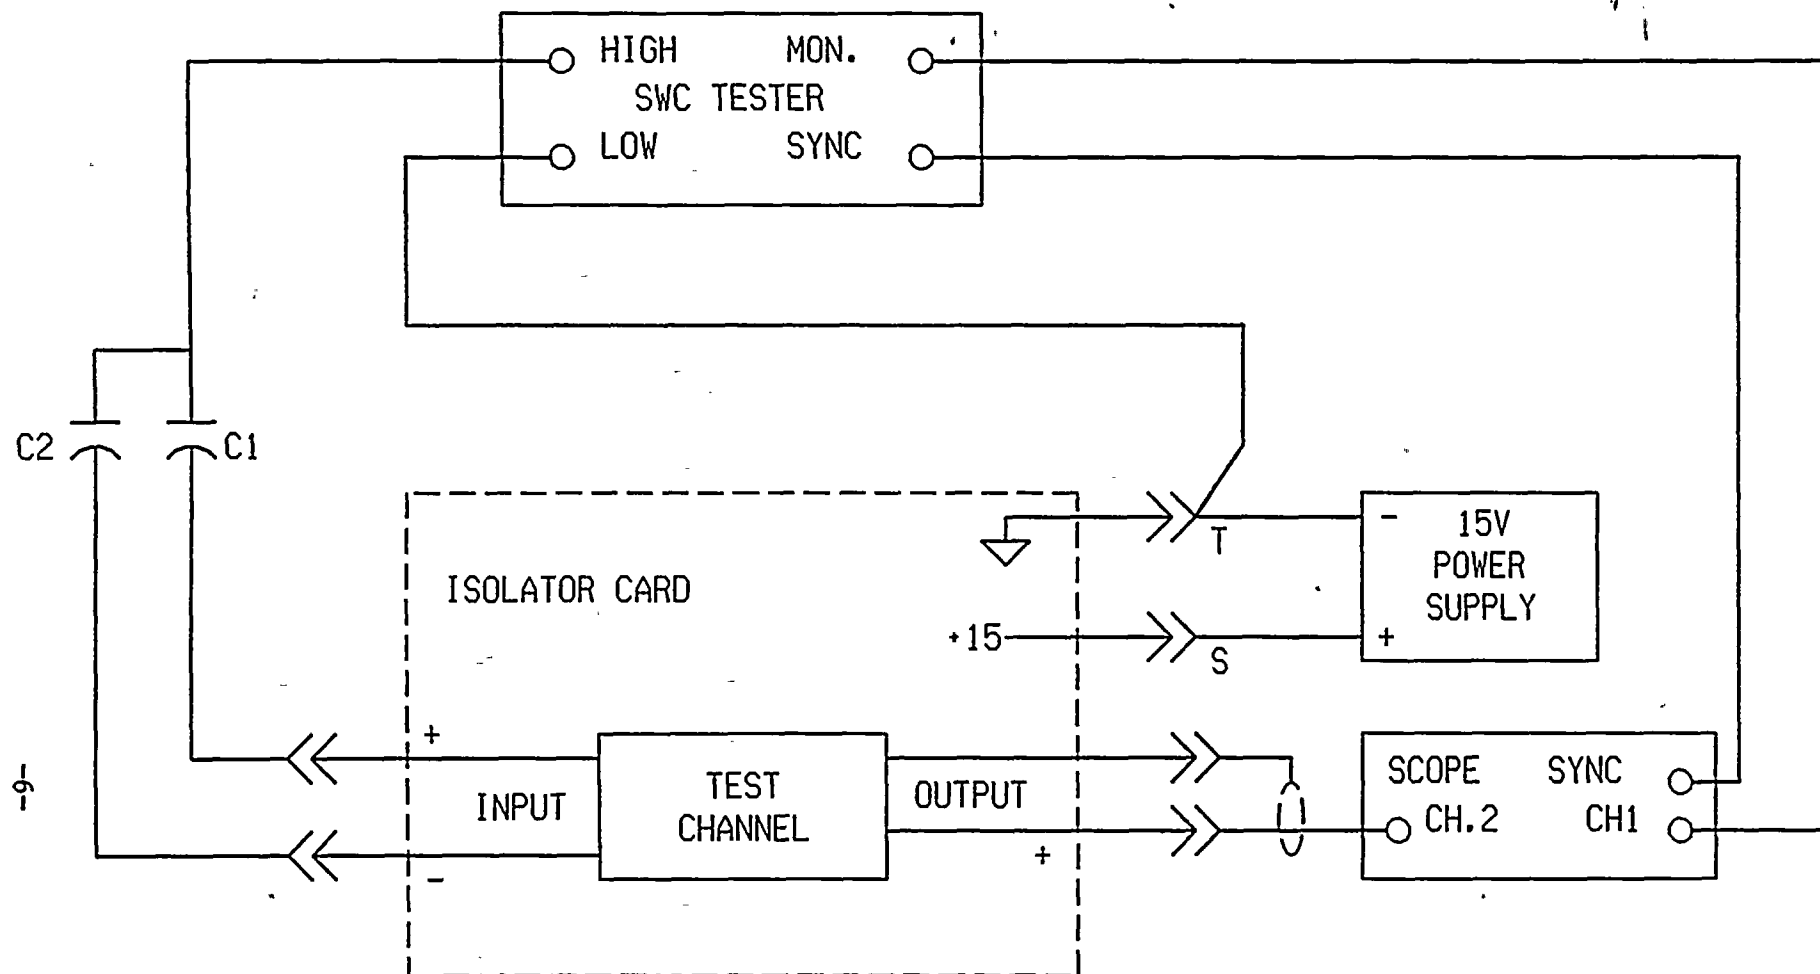 HIGH MON.
SWC TESTER
LOW SYNC
C2 C1
- 15V
POWER
SUPPLY
T
ISOLATOR CARD
+15
+
S
+
SCOPE SYNC
TEST
CHANNEL
INPUT
OUTPUT
CH.2 CH1
+
-
-9-